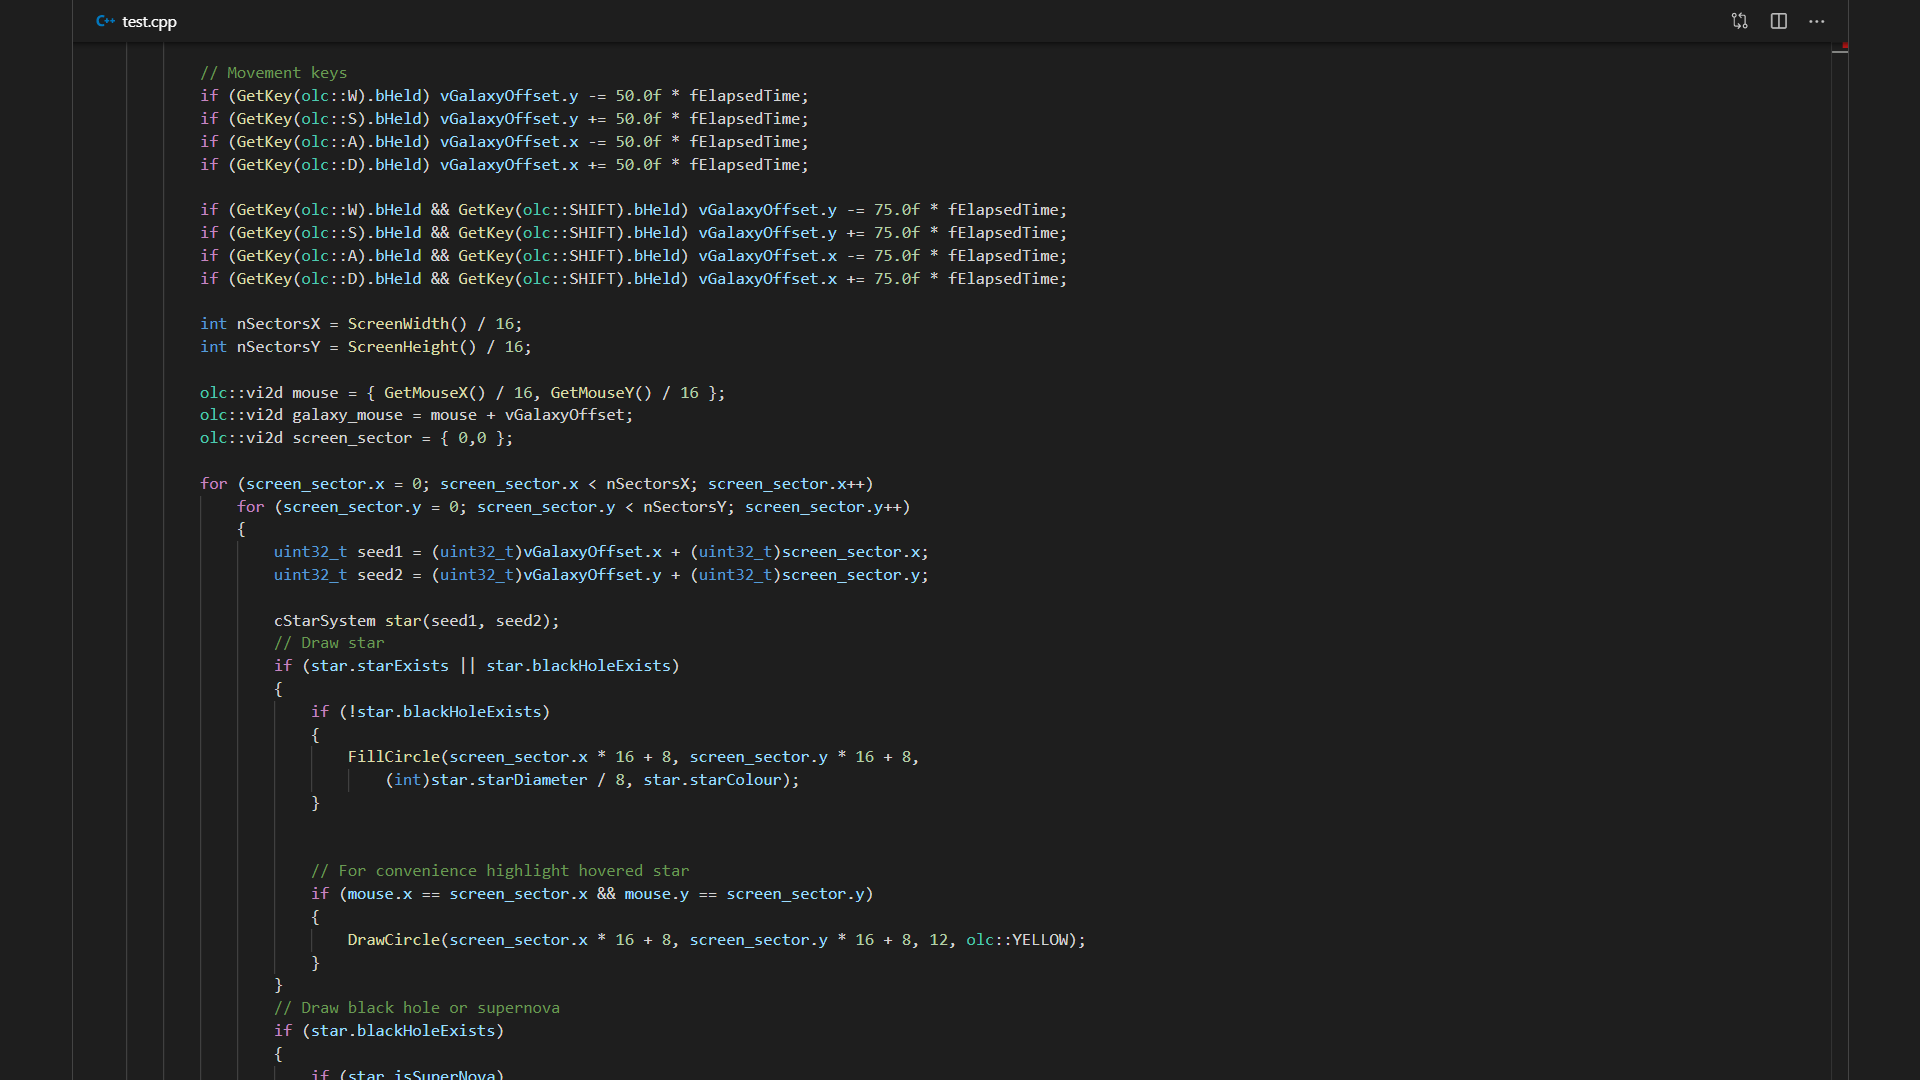 C++ test.cpp
// Movement keys
if (GetKey(olc::W).bHeld) vGalaxyOffset.y -= 50.0f * fElapsedTime;
if (GetKey(olc::S).bHeld) vGalaxyOffset.y += 50.0f * fElapsedTime;
if (GetKey(olc::A).bHeld) vGalaxyOffset.x -= 50.0f * fElapsedTime;
if (GetKey(olc::D).bHeld) vGalaxyOffset.x += 50.0f * fElapsedTime;
if (GetKey(olc::W).bHeld && GetKey(olc::SHIFT).bHeld) vGalaxyOffset.y -= 75.0f * fElapsedTime;
if (GetKey(olc::S).bHeld && GetKey(olc::SHIFT).bHeld) vGalaxyOffset.y += 75.0f * fElapsedTime;
if (GetKey(olc::A).bHeld && GetKey(olc::SHIFT).bHeld) vGalaxyOffset.x -= 75.0f * fElapsedTime;
if (GetKey(olc::D).bHeld && GetKey(olc::SHIFT).bHeld) vGalaxyOffset.x += 75.0f * fElapsedTime;
int nSectorsX = ScreenWidth() / 16;
int nSectorsY = ScreenHeight() / 16;
olc::vi2d mouse = { GetMouseX() / 16, GetMouseY() / 16 };
olc::vi2d galaxy_mouse = mouse + vGalaxyOffset;
olc::vi2d screen_sector = { 0,0 };
for (screen_sector.x = 0; screen_sector.x < nSectorsX; screen_sector.x++)
for (screen_sector.y = 0; screen_sector.y < nSectorsY; screen_sector.y++)
{
uint32_t seed1 = (uint32_t)vGalaxyOffset.x + (uint32_t)screen_sector.x;
uint32_t seed2 = (uint32_t)vGalaxyOffset.y + (uint32_t)screen_sector.y;
cStarSystem star(seed1, seed2);
// Draw star
if (star.starExists || star.blackHoleExists)
{
if (!star.blackHoleExists)
{
FillCircle(screen_sector.x * 16 + 8, screen_sector.y * 16 + 8,
(int)star.starDiameter / 8, star.starColour);
}
// For convenience highlight hovered star
if (mouse.x == screen_sector.x && mouse.y == screen_sector.y)
{
DrawCircle(screen_sector.x * 16 + 8, screen_sector.y * 16 + 8, 12, olc::YELLOW);
}
}
// Draw black hole or supernova
if (star.blackHoleExists)
{
if (star.isSuperNova)